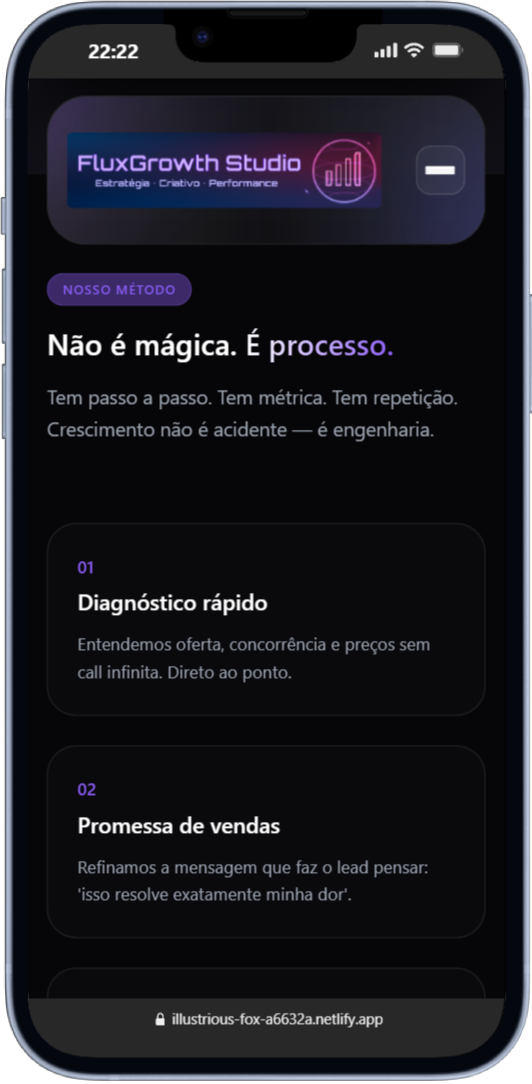 22:22
FluxGrowth Studio
Estratégia · Criativo · Performance
NOSSO MÉTODO
Não é mágica. É processo.
Tem passo a passo. Tem métrica. Tem repetição.
Crescimento não é acidente — é engenharia.
01
Diagnóstico rápido
Entendemos oferta, concorrência e preços sem
call infinita. Direto ao ponto.
02
Promessa de vendas
Refinamos a mensagem que faz o lead pensar:
'isso resolve exatamente minha dor'.
illustrious-fox-a6632a.netlify.app